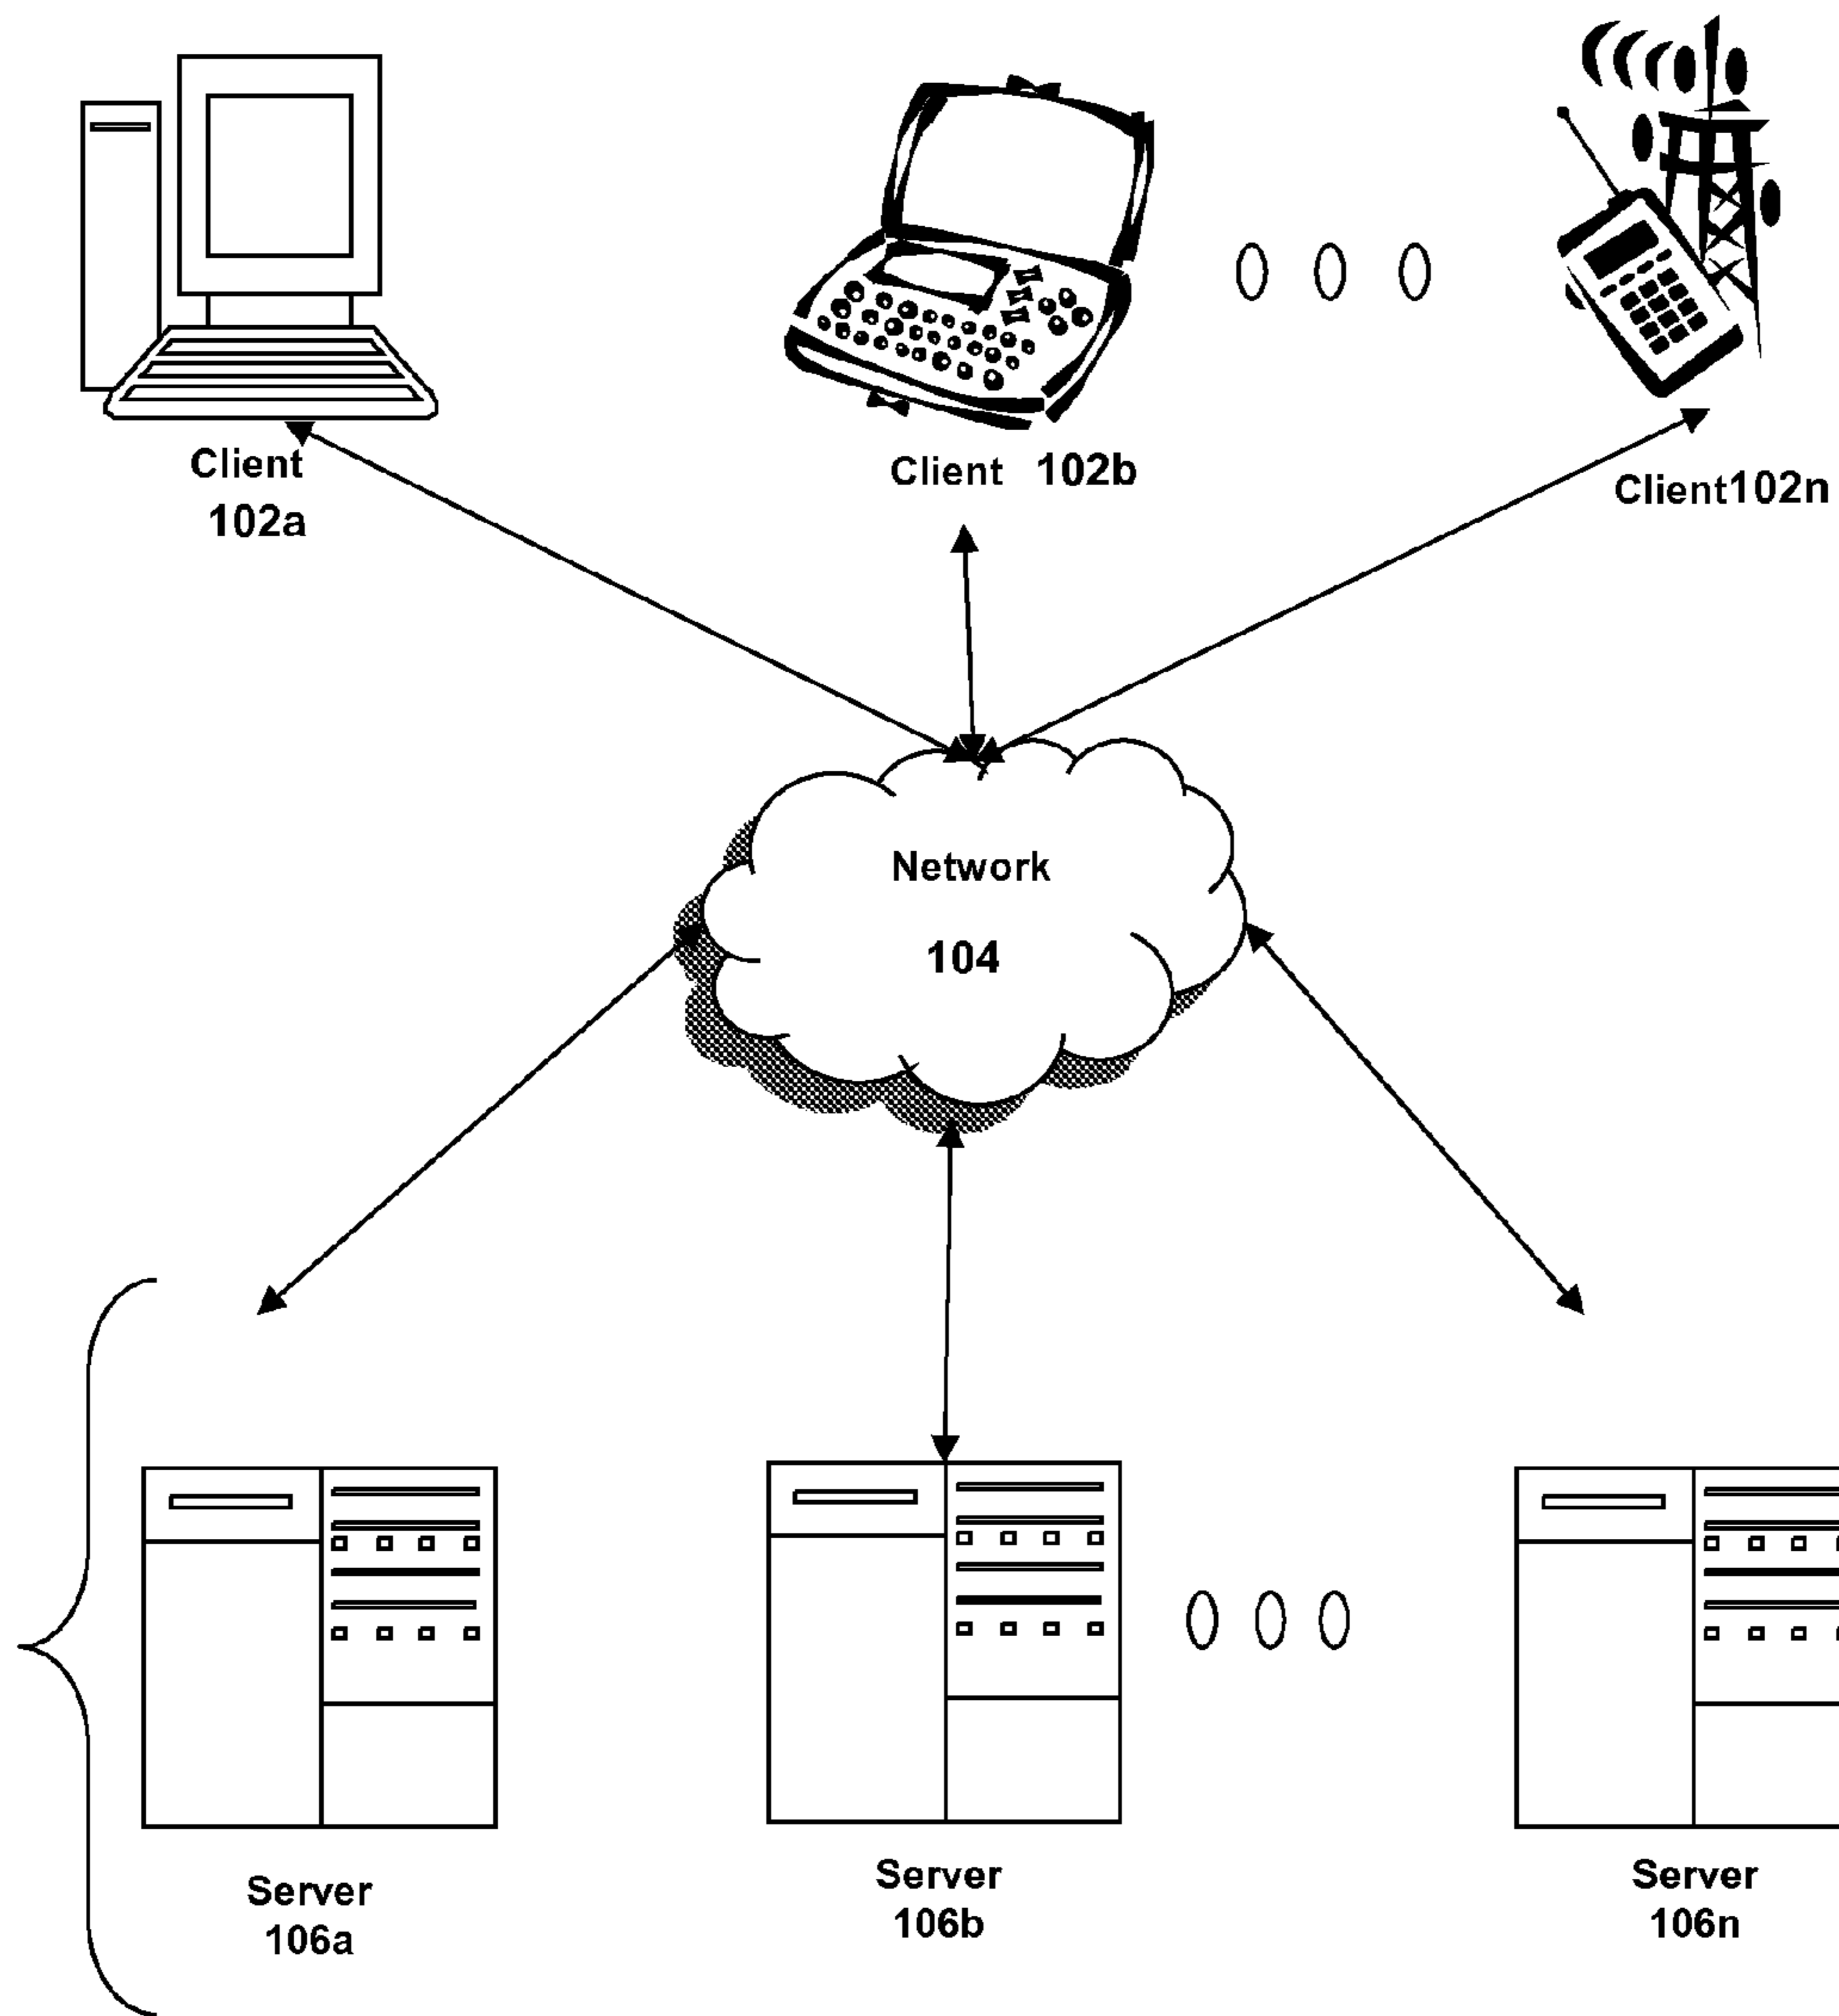 Client
102a
Client 102b
Client102n
Network
104
Server
106a
Server
106b
Server
106n